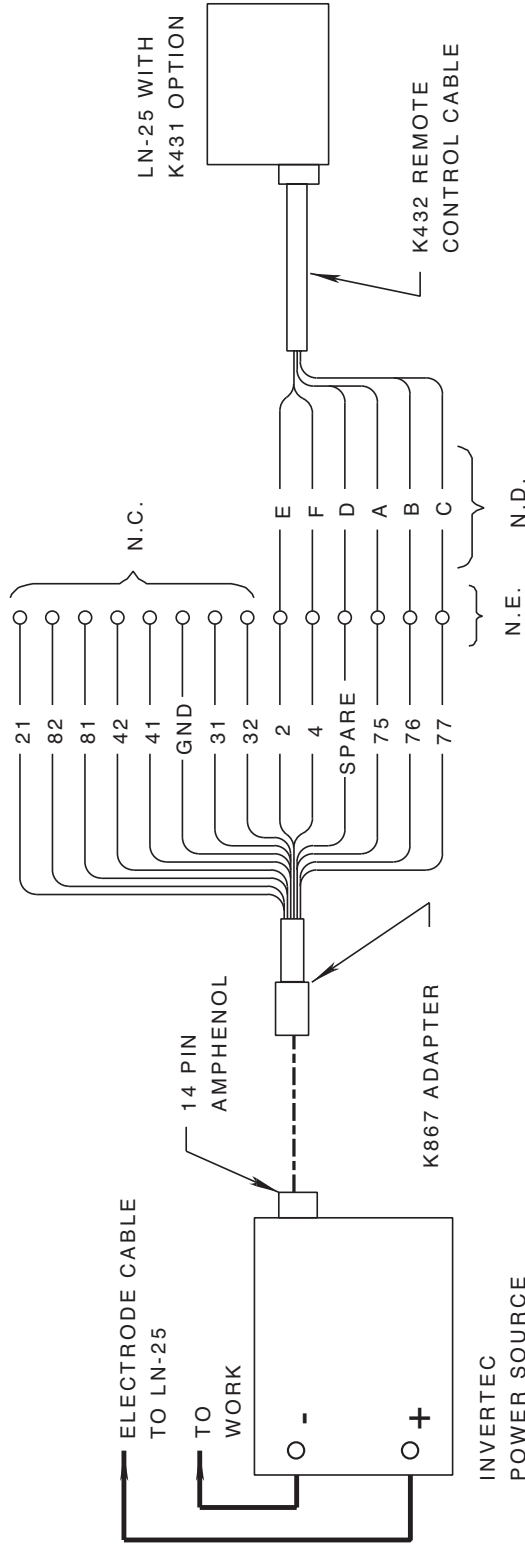 ELECTRODE CABLE
TO LN-25
TO
WORK
-
+
INVERTEC
POWER SOURCE
14 PIN
AMPHENOL
K867 ADAPTER
21
82
81
42
41
GND
31
32
2
4
SPARE
75
76
77
N.C.
E
F
D
A
B
C
N.E.
N.D.
LN-25 WITH
K431 OPTION
K432 REMOTE
CONTROL CABLE